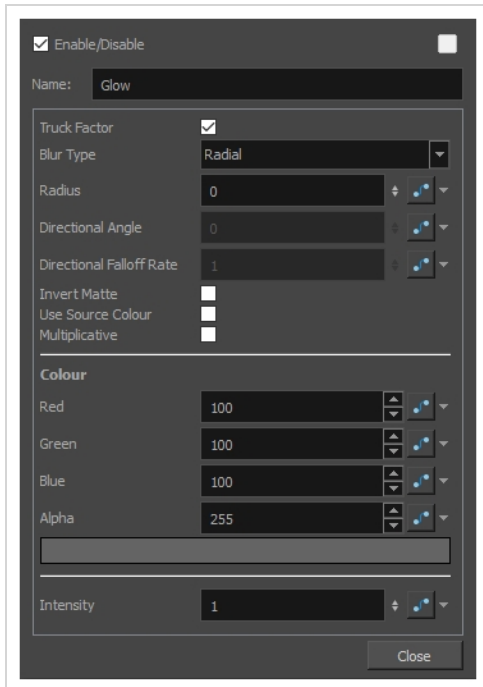 Enable/Disable
Name: Glow
Truck Factor
Blur Type Radial
Radius 0
Directional Angle 0
Directional Falloff Rate 1
Invert Matte
Use Source Colour
Multiplicative
Colour
Red 100
Green 100
Blue 100
Alpha 255
Intensity 1
Close